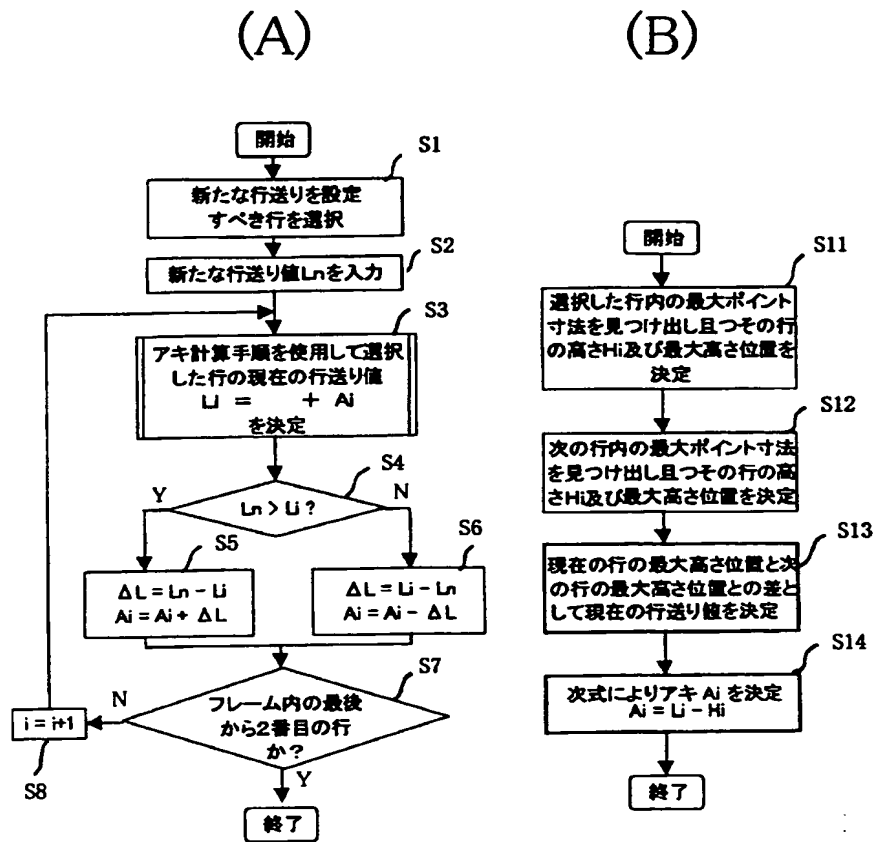 (A)
開始
S1
新たな行送りを設定
すべき行を選択
S2
新たな行送り値Lnを入力
S3
アキ計算手順を使用して選択
した行の現在の行送り値
Li = + Ai
を決定
S4
Ln > Li ?
Y
N
S5
ΔL = Ln - Li
Ai = Ai + ΔL
S6
ΔL = Li - Ln
Ai = Ai - ΔL
S7
フレーム内の最後
から2番目の行
か?
N
Y
i = i+1
S8
終了
(B)
開始
S11
選択した行内の最大ポイント
寸法を見つけ出し且つその行
の高さHi及び最大高さ位置を
決定
S12
次の行内の最大ポイント寸法
を見つけ出し且つその行の高
さHi及び最大高さ位置を決定
S13
現在の行の最大高さ位置と次
の行の最大高さ位置との差と
して現在の行送り値を決定
S14
次式によりアキ Ai を決定
Ai = Li - Hi
終了